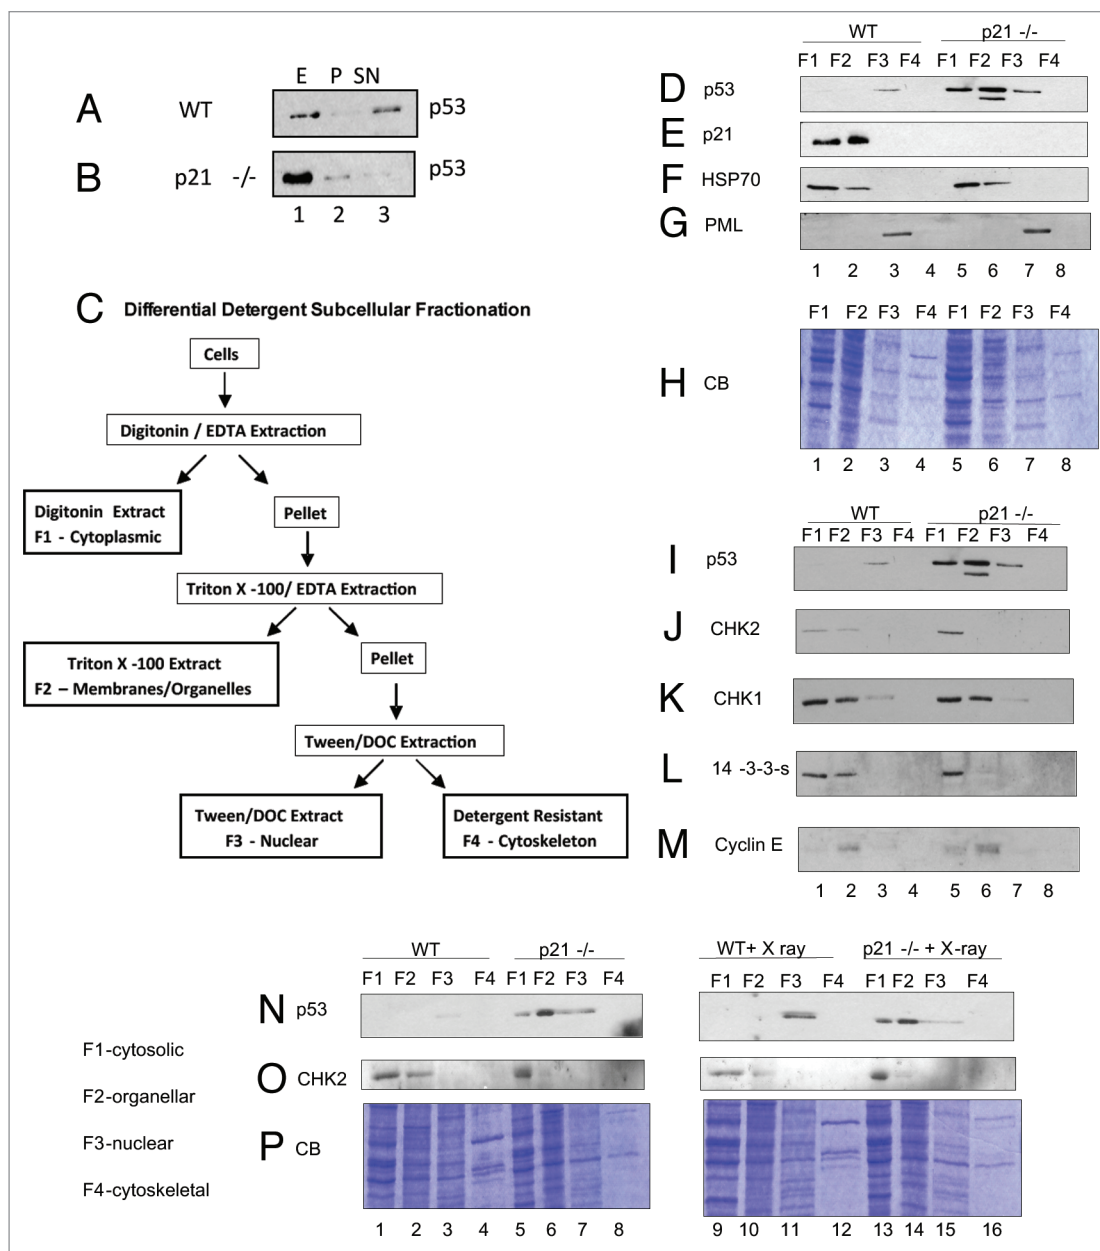 E P SN
A WT p53
B p21 -/- p53
1 2 3
C Differential Detergent Subcellular Fractionation
Cells
Digitonin / EDTA Extraction
Digitonin Extract
F1 - Cytoplasmic
Pellet
Triton X -100/ EDTA Extraction
Triton X -100 Extract
F2 – Membranes/Organelles
Pellet
Tween/DOC Extraction
Tween/DOC Extract
F3 - Nuclear
Detergent Resistant
F4 - Cytoskeleton
WT p21 -/-
F1 F2 F3 F4 F1 F2 F3 F4
D p53
E p21
F HSP70
G PML
1 2 3 4 5 6 7 8
F1 F2 F3 F4 F1 F2 F3 F4
H CB
1 2 3 4 5 6 7 8
WT p21 -/-
F1 F2 F3 F4 F1 F2 F3 F4
I p53
J CHK2
K CHK1
L 14 -3-3-s
M Cyclin E
1 2 3 4 5 6 7 8
F1-cytosolic
F2-organellar
F3-nuclear
F4-cytoskeletal
WT p21 -/- WT+ X ray p21 -/- + X-ray
F1 F2 F3 F4 F1 F2 F3 F4 F1 F2 F3 F4 F1 F2 F3 F4
N p53
O CHK2
P CB
1 2 3 4 5 6 7 8 9 10 11 12 13 14 15 16